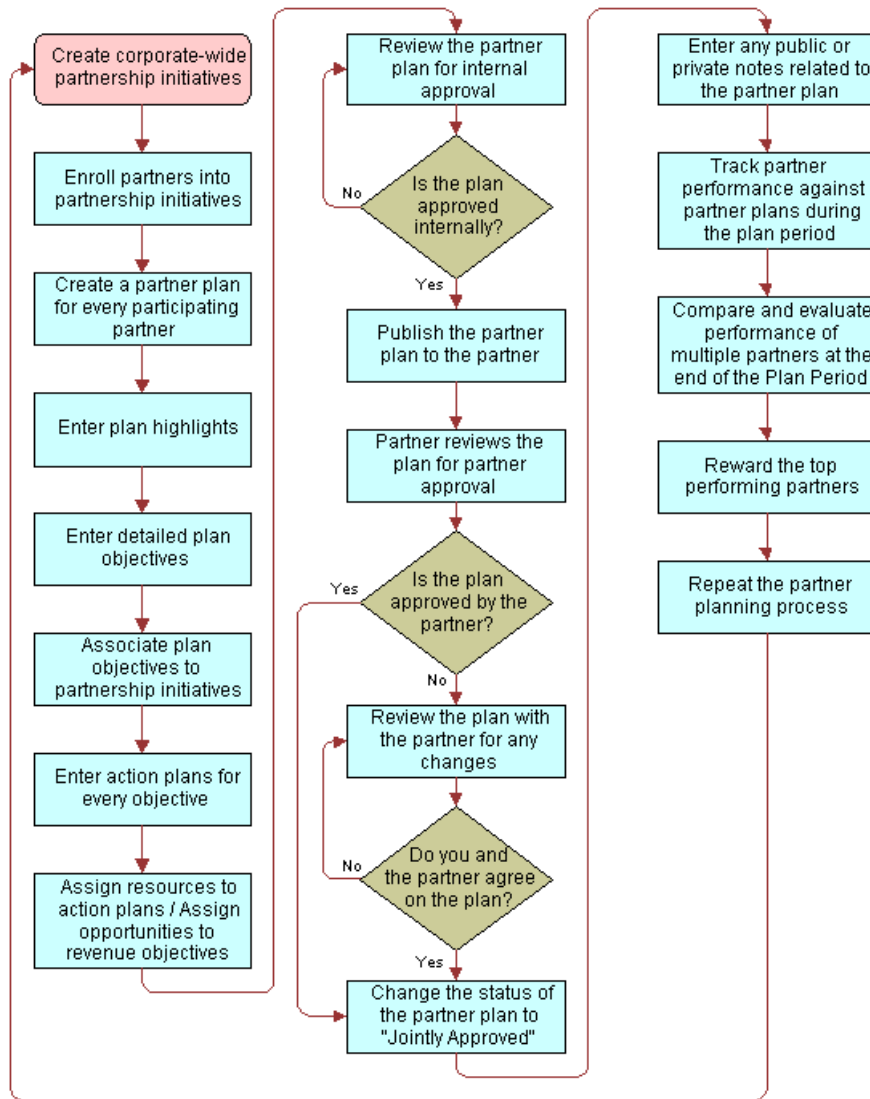 Create corporate-wide
partnership initiatives
Enroll partners into
partnership initiatives
Create a partner plan
for every participating
partner
Enter plan highlights
Enter detailed plan
objectives
Associate plan
objectives to
partnership initiatives
Enter action plans for
every objective
Assign resources to
action plans / Assign
opportunities to
revenue objectives
Review the partner
plan for internal
approval
No
Is the plan
approved
internally?
Yes
Publish the partner
plan to the partner
Partner reviews the
plan for partner
approval
Yes
Is the plan
approved by the
partner?
No
Review the plan with
the partner for any
changes
No
Do you and
the partner agree
on the plan?
Yes
Change the status of
the partner plan to
"Jointly Approved"
Enter any public or
private notes related to
the partner plan
Track partner
performance against
partner plans during
the plan period
Compare and evaluate
performance of
multiple partners at the
end of the Plan Period
Reward the top
performing partners
Repeat the partner
planning process